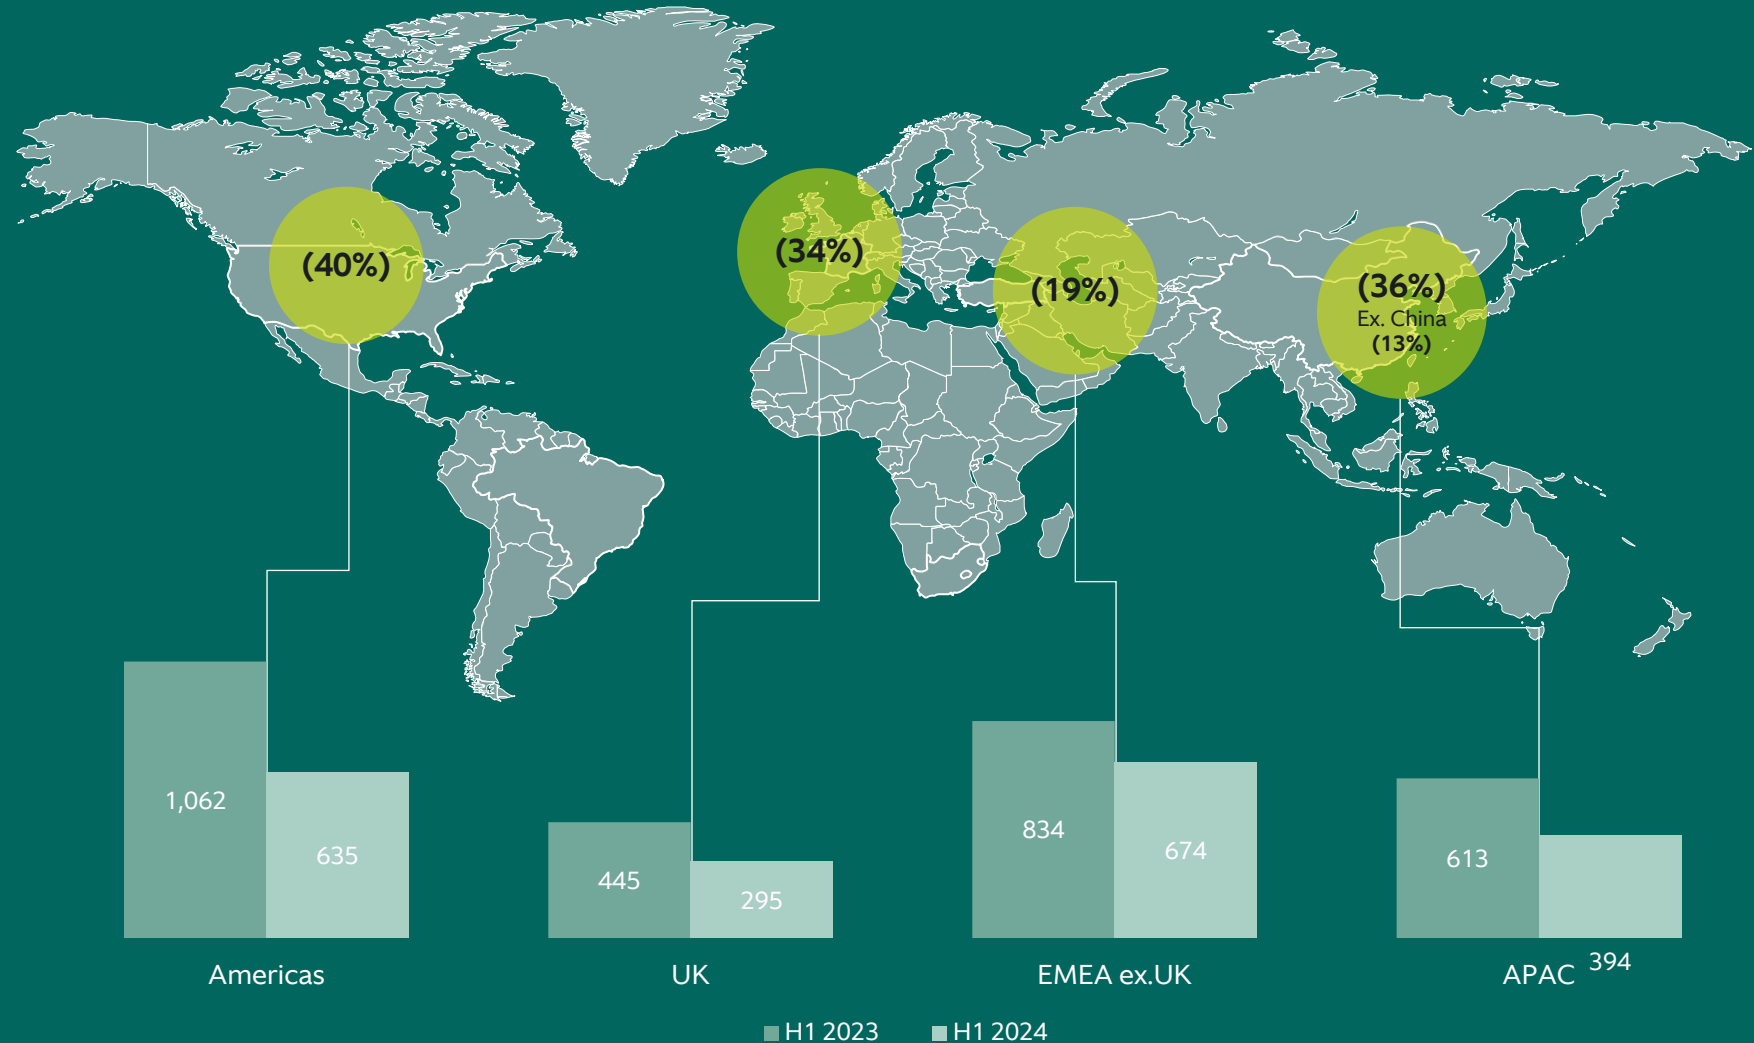 (40%)
(34%)
(19%)
(36%)
Ex. China
(13%)
1,062
635
445
295
834
674
613
394
Americas
UK
EMEA ex.UK
APAC
H1 2023
H1 2024